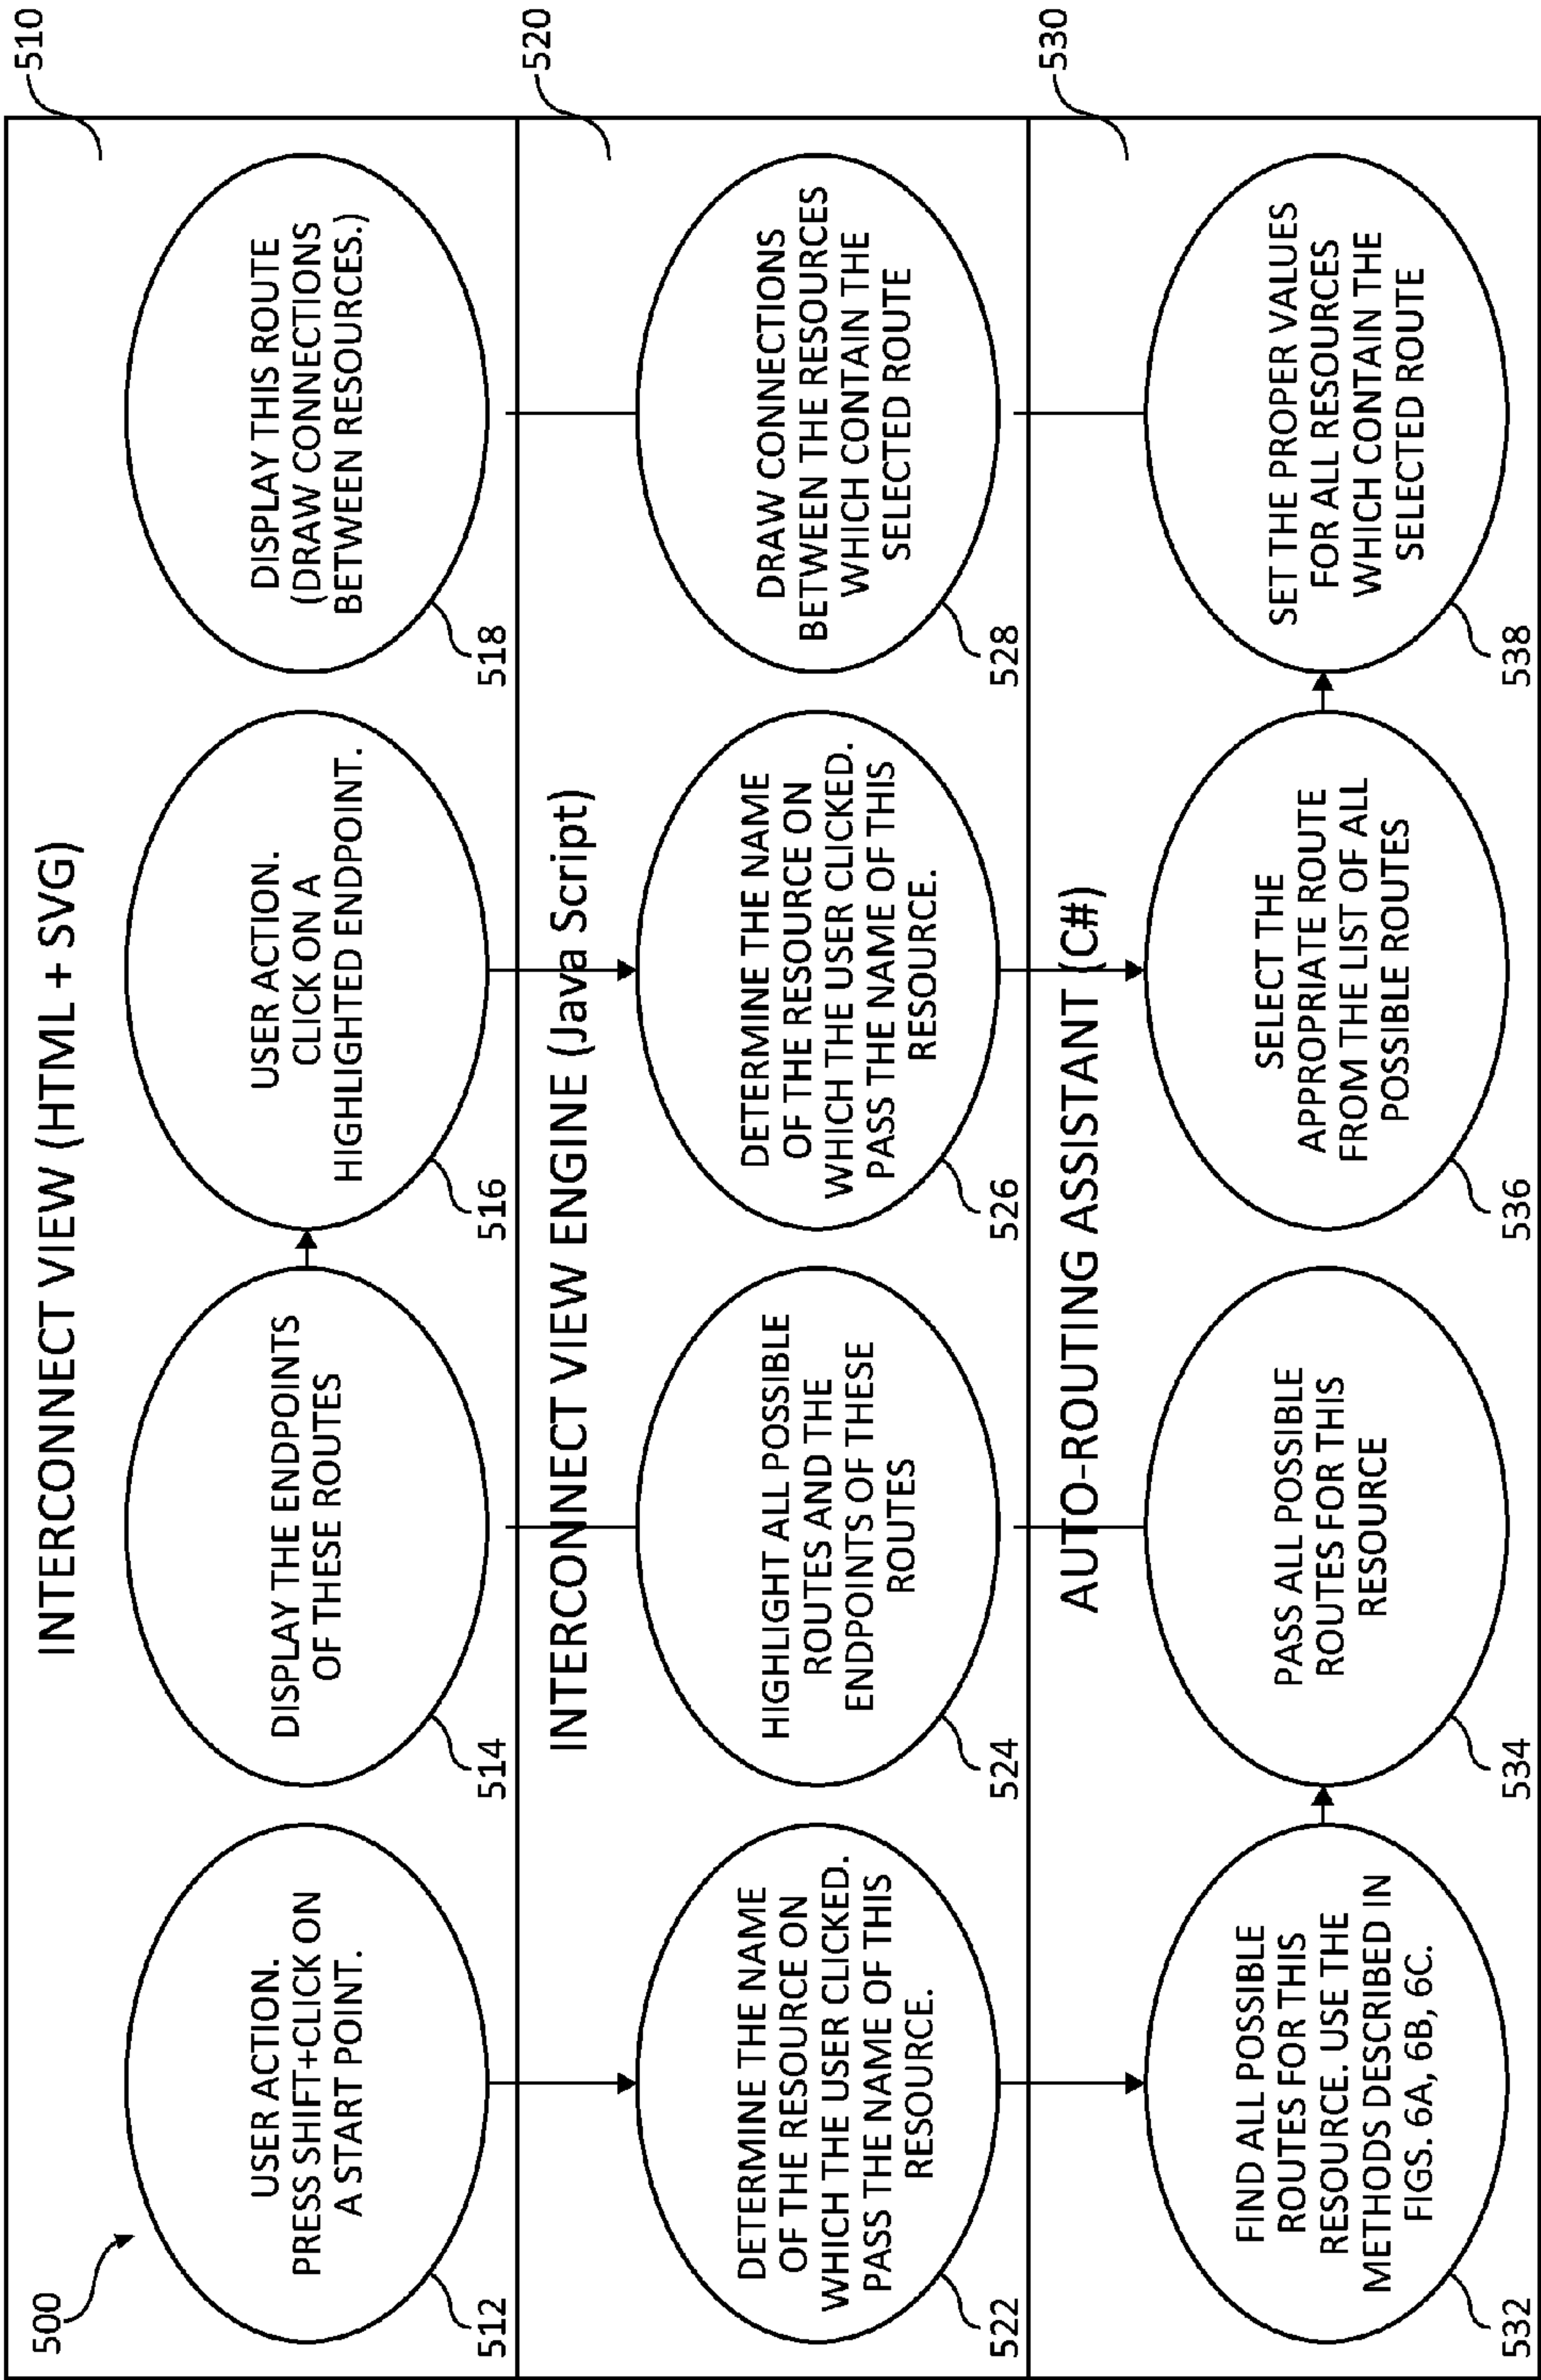 500
INTERCONNECT VIEW (HTML + SVG)
510
USER ACTION.
PRESS SHIFT+CLICK ON
A START POINT.
512
DISPLAY THE ENDPOINTS
OF THESE ROUTES
514
USER ACTION.
CLICK ON A
HIGHLIGHTED ENDPOINT.
516
DISPLAY THIS ROUTE
(DRAW CONNECTIONS
BETWEEN RESOURCES.)
518
INTERCONNECT VIEW ENGINE (Java Script)
520
DETERMINE THE NAME
OF THE RESOURCE ON
WHICH THE USER CLICKED.
PASS THE NAME OF THIS
RESOURCE.
522
HIGHLIGHT ALL POSSIBLE
ROUTES AND THE
ENDPOINTS OF THESE
ROUTES
524
DETERMINE THE NAME
OF THE RESOURCE ON
WHICH THE USER CLICKED.
PASS THE NAME OF THIS
RESOURCE.
526
DRAW CONNECTIONS
BETWEEN THE RESOURCES
WHICH CONTAIN THE
SELECTED ROUTE
528
AUTO-ROUTING ASSISTANT (C#)
530
FIND ALL POSSIBLE
ROUTES FOR THIS
RESOURCE. USE THE
METHODS DESCRIBED IN
FIGS. 6A, 6B, 6C.
532
PASS ALL POSSIBLE
ROUTES FOR THIS
RESOURCE
534
SELECT THE
APPROPRIATE ROUTE
FROM THE LIST OF ALL
POSSIBLE ROUTES
536
SET THE PROPER VALUES
FOR ALL RESOURCES
WHICH CONTAIN THE
SELECTED ROUTE
538